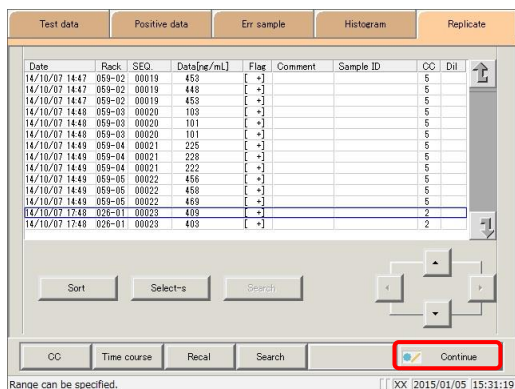 Test data Positive data Err sample Histogram Replicate
Date Rack SEQ. Data[ng/mL] Flag Comment Sample ID CC Dil
14/10/07 14:47 059-02 00019 453 [ +] 5
14/10/07 14:47 059-02 00019 448 [ +] 5
14/10/07 14:47 059-02 00019 453 [ +] 5
14/10/07 14:48 059-03 00020 103 [ +] 5
14/10/07 14:48 059-03 00020 101 [ +] 5
14/10/07 14:48 059-03 00020 101 [ +] 5
14/10/07 14:49 059-04 00021 225 [ +] 5
14/10/07 14:49 059-04 00021 228 [ +] 5
14/10/07 14:49 059-04 00021 222 [ +] 5
14/10/07 14:49 059-05 00022 456 [ +] 5
14/10/07 14:49 059-05 00022 458 [ +] 5
14/10/07 14:49 059-05 00022 469 [ +] 5
14/10/07 17:48 026-01 00023 409 [ +] 2
14/10/07 17:48 026-01 00023 403 [ +] 2
Sort Select-s Search
CC Time course Recal Search Continue
Range can be specified. XX 2015/01/05 15:31:19